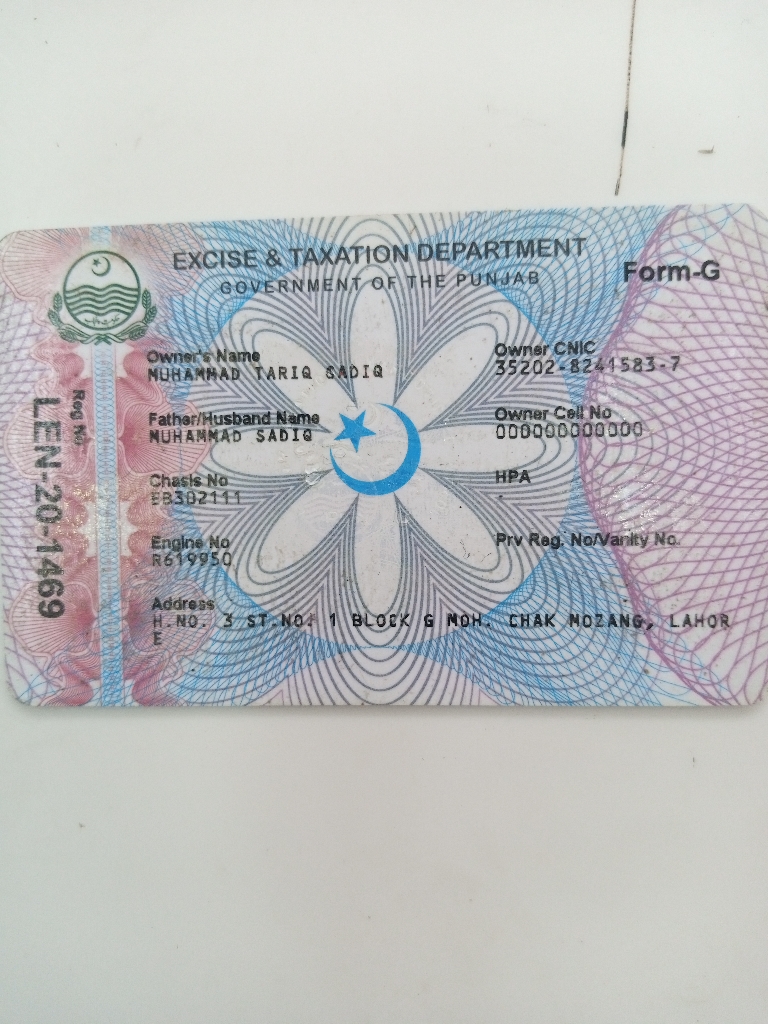 EXCISE & TAXATION DEPARTMENT
GOVERNMENT OF THE PUNJAB
Form-G
Reg No.
LEN-20-1469
Owner's Name
MUHAMMAD TARIQ SADIQ
Owner CNIC
35202-8241583-7
Father/Husband Name
MUHAMMAD SADIQ
Owner Cell No
000000000000
Chasis No
EB302111
HPA
Engine No
R619950
Prv Reg. No/Vanity No.
Address
H.NO. 3 ST.NO. 1 BLOCK G MOH. CHAK MOZANG, LAHOR
E